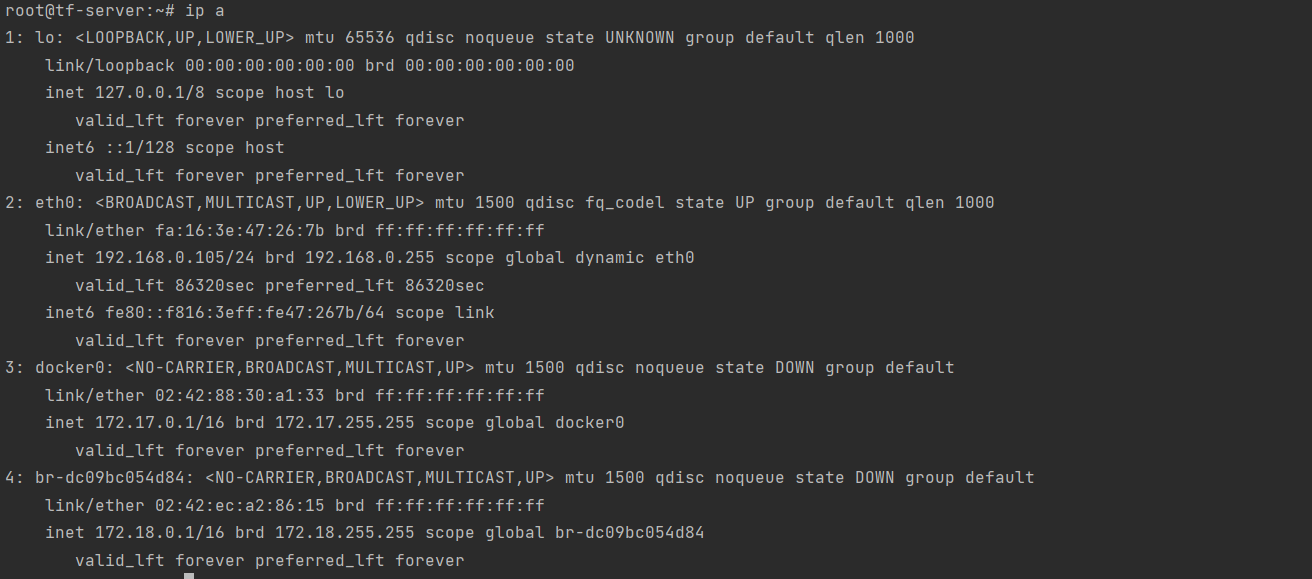 root@tf-server:~# ip a
1: lo: <LOOPBACK,UP,LOWER_UP> mtu 65536 qdisc noqueue state UNKNOWN group default qlen 1000
    link/loopback 00:00:00:00:00:00 brd 00:00:00:00:00:00
    inet 127.0.0.1/8 scope host lo
       valid_lft forever preferred_lft forever
    inet6 ::1/128 scope host
       valid_lft forever preferred_lft forever
2: eth0: <BROADCAST,MULTICAST,UP,LOWER_UP> mtu 1500 qdisc fq_codel state UP group default qlen 1000
    link/ether fa:16:3e:47:26:7b brd ff:ff:ff:ff:ff:ff
    inet 192.168.0.105/24 brd 192.168.0.255 scope global dynamic eth0
       valid_lft 86320sec preferred_lft 86320sec
    inet6 fe80::f816:3eff:fe47:267b/64 scope link
       valid_lft forever preferred_lft forever
3: docker0: <NO-CARRIER,BROADCAST,MULTICAST,UP> mtu 1500 qdisc noqueue state DOWN group default
    link/ether 02:42:88:30:a1:33 brd ff:ff:ff:ff:ff:ff
    inet 172.17.0.1/16 brd 172.17.255.255 scope global docker0
       valid_lft forever preferred_lft forever
4: br-dc09bc054d84: <NO-CARRIER,BROADCAST,MULTICAST,UP> mtu 1500 qdisc noqueue state DOWN group default
    link/ether 02:42:ec:a2:86:15 brd ff:ff:ff:ff:ff:ff
    inet 172.18.0.1/16 brd 172.18.255.255 scope global br-dc09bc054d84
       valid_lft forever preferred_lft forever